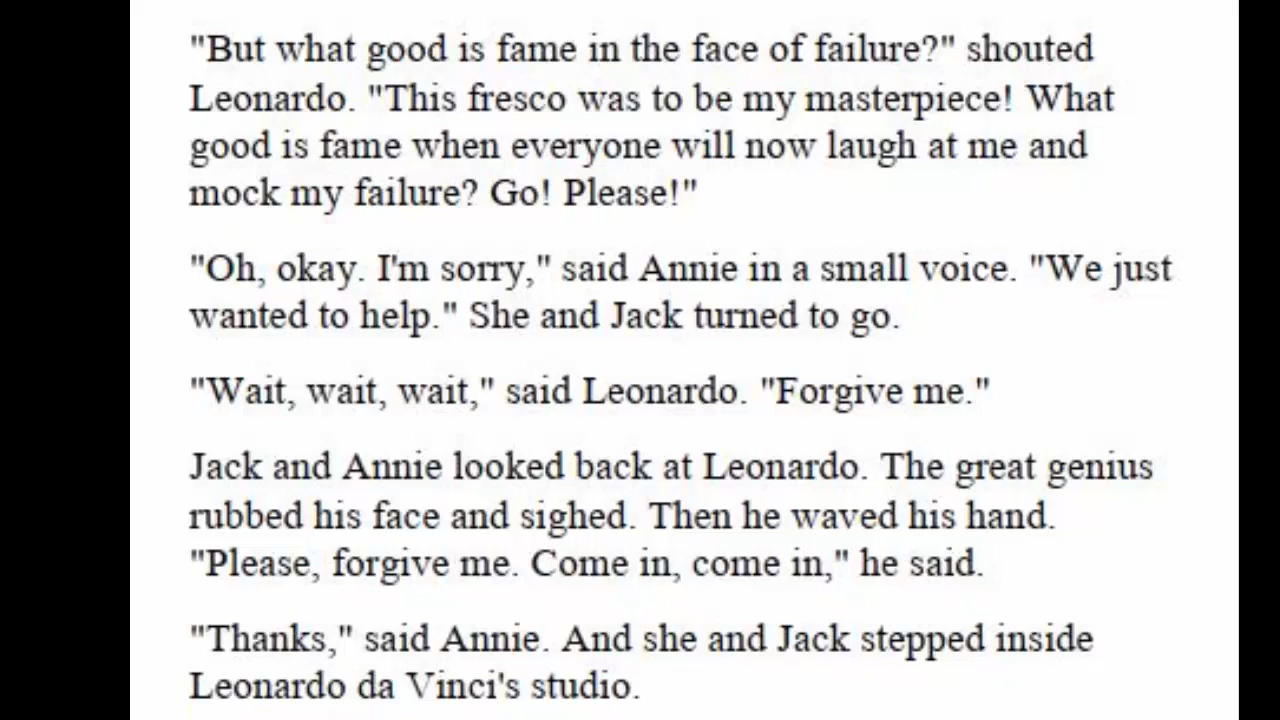 "But what good is fame in the face of failure?" shouted
Leonardo. "This fresco was to be my masterpiece! What
good is fame when everyone will now laugh at me and
mock my failure? Go! Please!"
"Oh, okay. I'm sorry," said Annie in a small voice. "We just
wanted to help." She and Jack turned to go.
"Wait, wait, wait," said Leonardo. "Forgive me."
Jack and Annie looked back at Leonardo. The great genius
rubbed his face and sighed. Then he waved his hand.
"Please, forgive me. Come in, come in," he said.
"Thanks," said Annie. And she and Jack stepped inside
Leonardo da Vinci's studio.